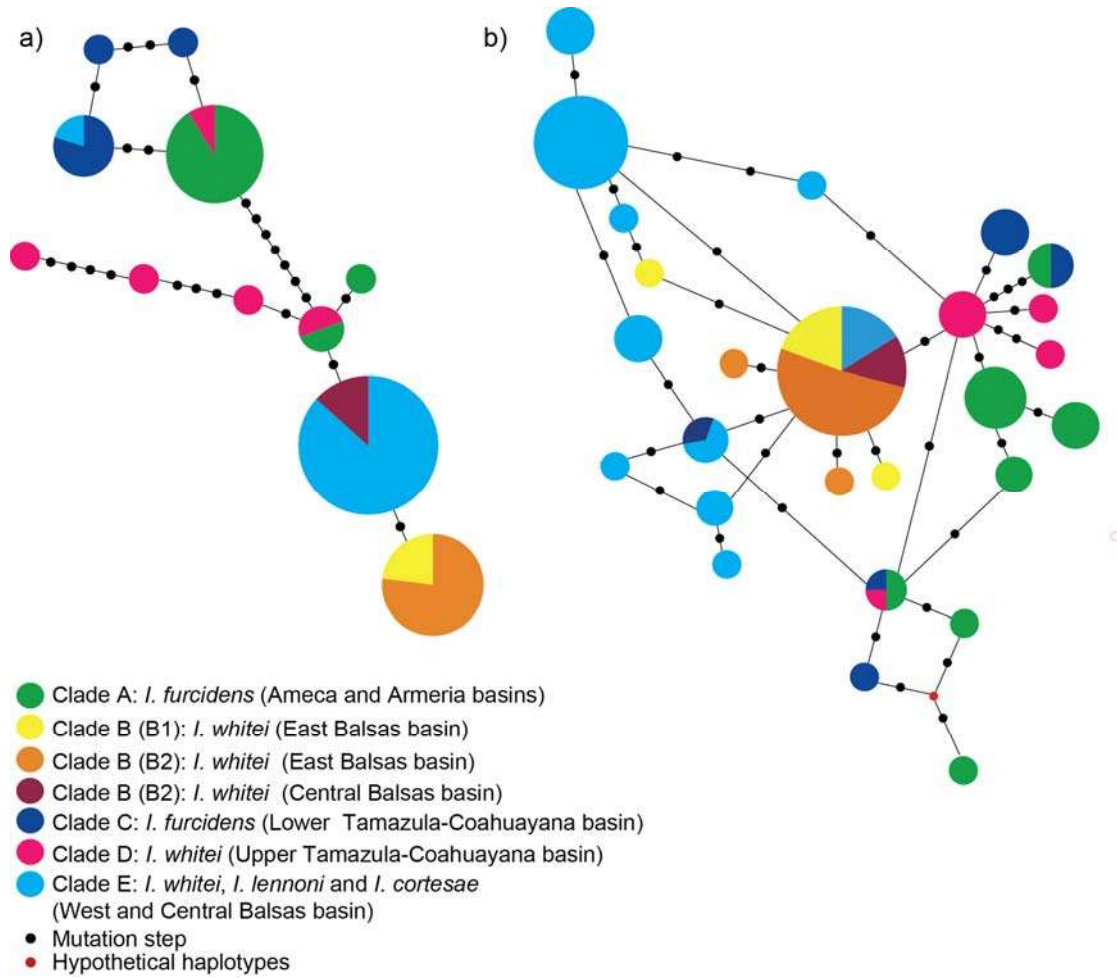 a)
b)
Clade A: I. furcidens (Ameca and Armeria basins)
Clade B (B1): I. whitei (East Balsas basin)
Clade B (B2): I. whitei (East Balsas basin)
Clade B (B2): I. whitei (Central Balsas basin)
Clade C: I. furcidens (Lower Tamazula-Coahuayana basin)
Clade D: I. whitei (Upper Tamazula-Coahuayana basin)
Clade E: I. whitei, I. lennoni and I. cortesae
(West and Central Balsas basin)
Mutation step
Hypothetical haplotypes